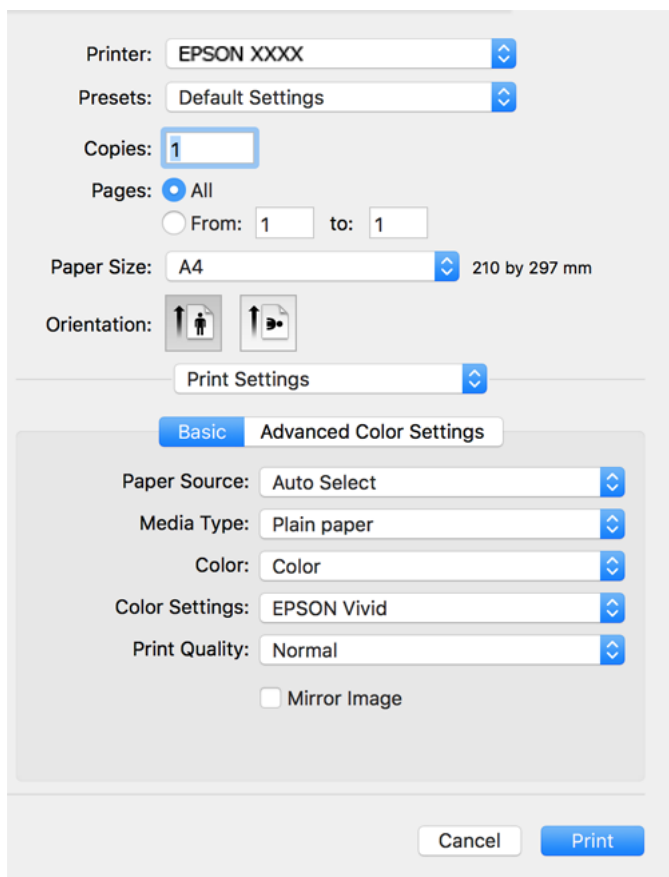 Printer: EPSON XXXX
Presets: Default Settings
Copies: 1
Pages: All
From: 1 to: 1
Paper Size: A4 210 by 297 mm
Orientation:
Print Settings
Basic Advanced Color Settings
Paper Source: Auto Select
Media Type: Plain paper
Color: Color
Color Settings: EPSON Vivid
Print Quality: Normal
Mirror Image
Cancel Print